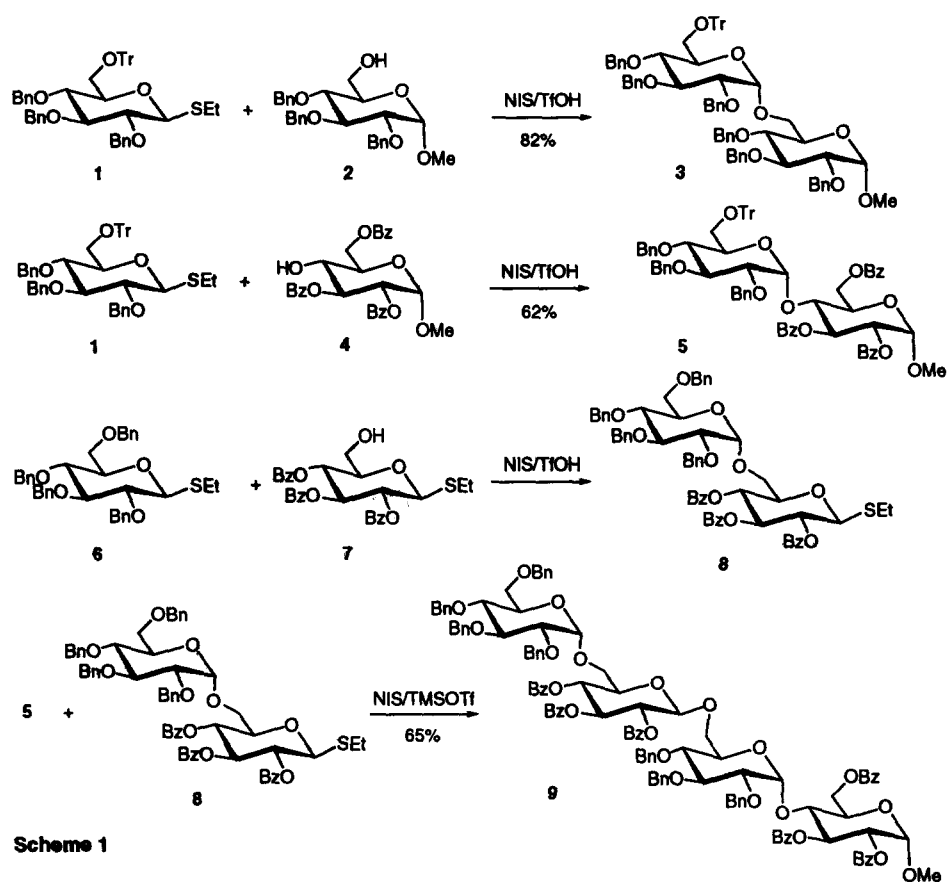 OTr
O
BnO
BnO
SEt
BnO
1
+
OH
O
BnO
BnO
BnO
OMe
2
NIS/TfOH
82%
OTr
O
BnO
BnO
BnO
O
O
BnO
BnO
BnO
OMe
3
OTr
O
BnO
BnO
SEt
BnO
1
+
OBz
O
HO
BzO
BzO
OMe
4
NIS/TfOH
62%
OTr
O
BnO
BnO
BnO
OBz
O
O
BzO
BzO
OMe
5
OBn
O
BnO
BnO
SEt
BnO
6
+
OH
O
BzO
BzO
SEt
BzO
7
NIS/TfOH
OBn
O
BnO
BnO
BnO
O
O
BzO
BzO
SEt
BzO
8
5 +
OBn
O
BnO
BnO
BnO
O
O
BzO
BzO
SEt
BzO
8
NIS/TMSOTf
65%
OBn
O
BnO
BnO
BnO
O
O
BzO
BzO
O
BzO
O
BnO
BnO
BnO
OBz
O
O
BzO
BzO
OMe
9
Scheme 1